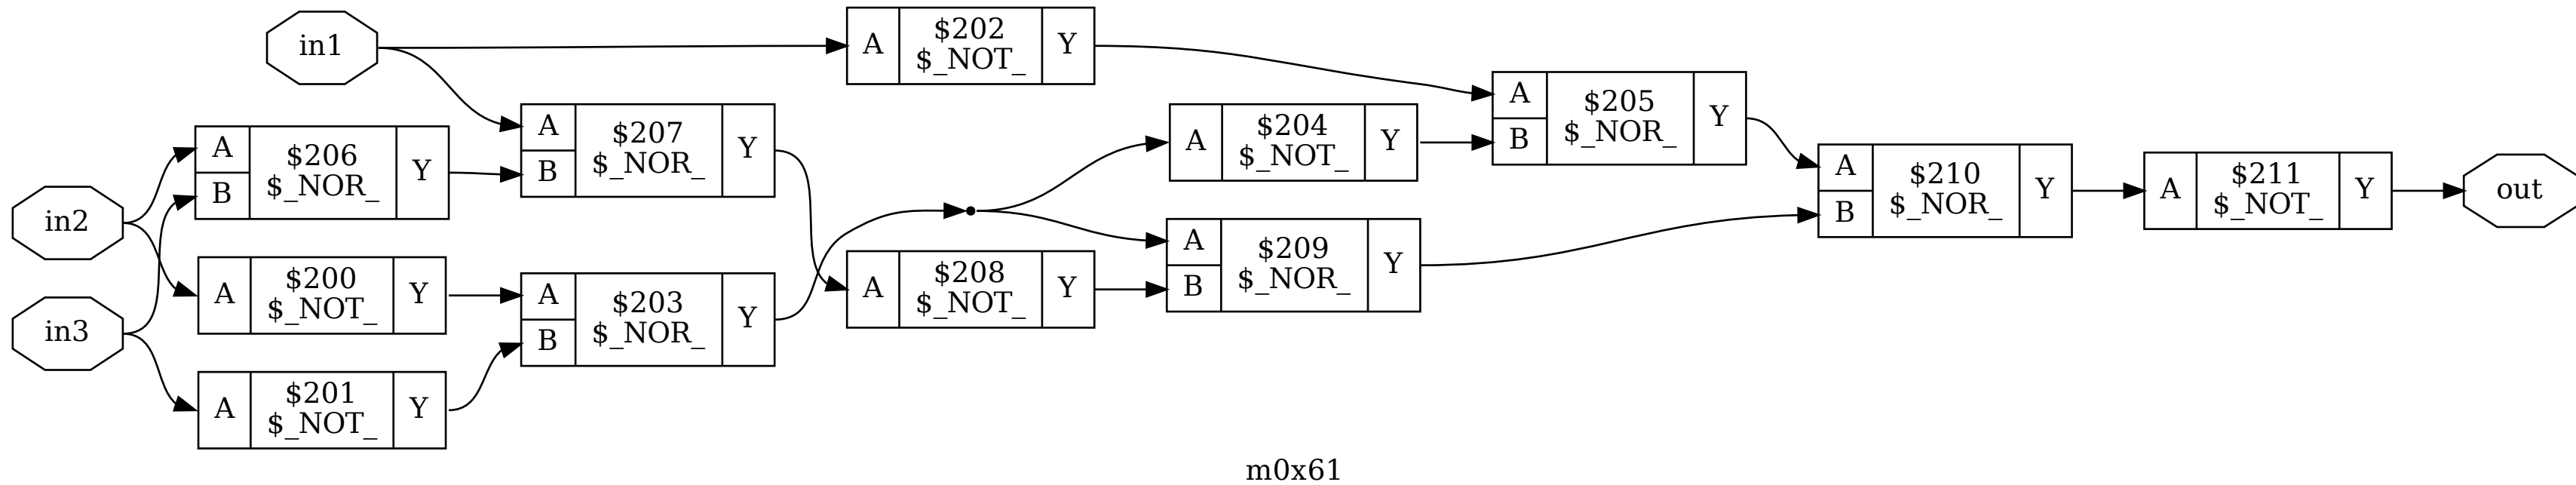 in1
A
$202
$_NOT_
Y
A
B
$207
$_NOR_
Y
A
B
$206
$_NOR_
Y
in2
in3
A
$200
$_NOT_
Y
A
$201
$_NOT_
Y
A
B
$203
$_NOR_
Y
A
$208
$_NOT_
Y
A
$204
$_NOT_
Y
A
B
$209
$_NOR_
Y
A
B
$205
$_NOR_
Y
A
B
$210
$_NOR_
Y
A
$211
$_NOT_
Y
out
m0x61